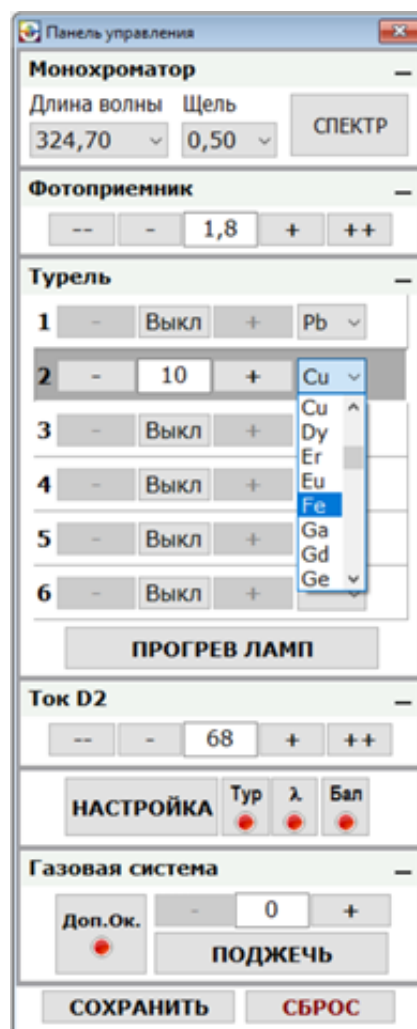 Панель управления
Монохроматор
Длина волны Щель
324,70 0,50 СПЕКТР
Фотоприемник
-- - 1,8 + ++
Турель
1 - Выкл + Pb
2 - 10 + Cu
Cu
Dy
3 - Выкл +
Er
Eu
4 - Выкл +
Fe
Ga
5 - Выкл +
Gd
Ge
6 - Выкл +
ПРОГРЕВ ЛАМП
Ток D2
-- - 68 + ++
НАСТРОЙКА Тур λ Бал
Газовая система
Доп.Ок. - 0 +
ПОДЖЕЧЬ
СОХРАНИТЬ СБРОС